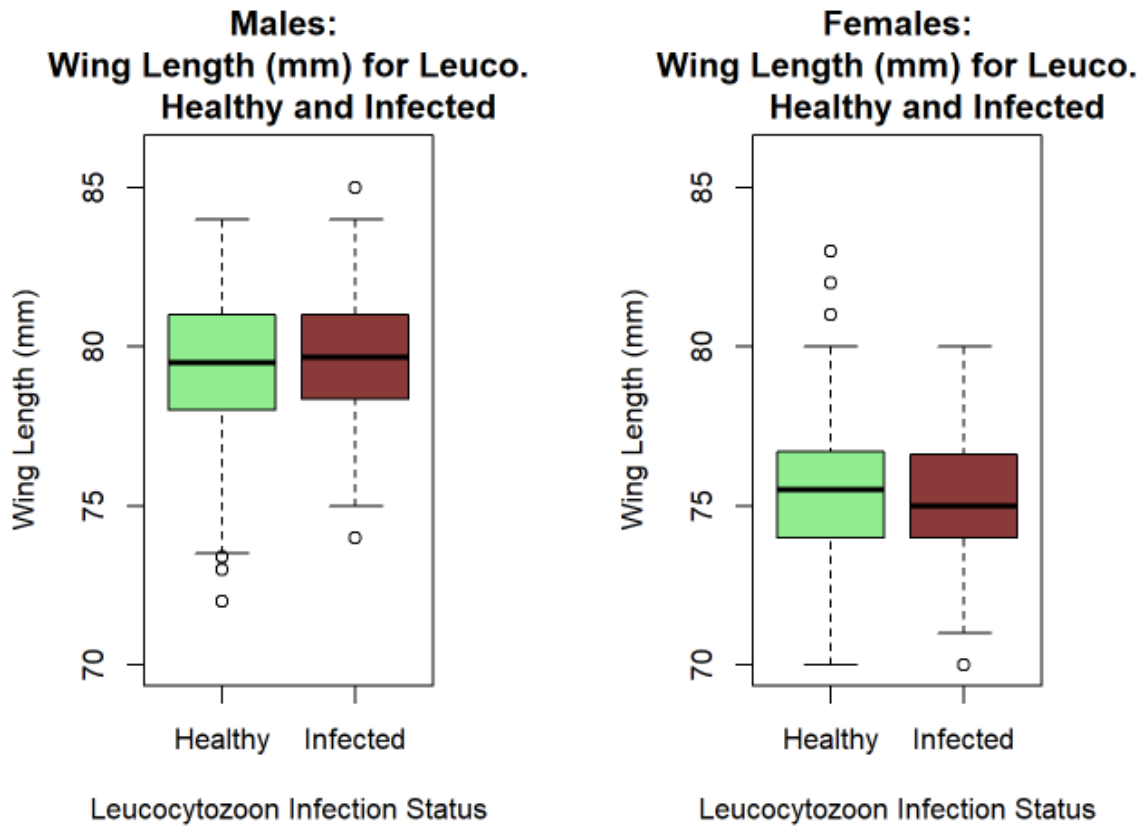 Males:
Wing Length (mm) for Leuco.
Healthy and Infected
Wing Length (mm)
85
80
75
70
Healthy Infected
Leucocytozoon Infection Status
Females:
Wing Length (mm) for Leuco.
Healthy and Infected
Wing Length (mm)
85
80
75
70
Healthy Infected
Leucocytozoon Infection Status